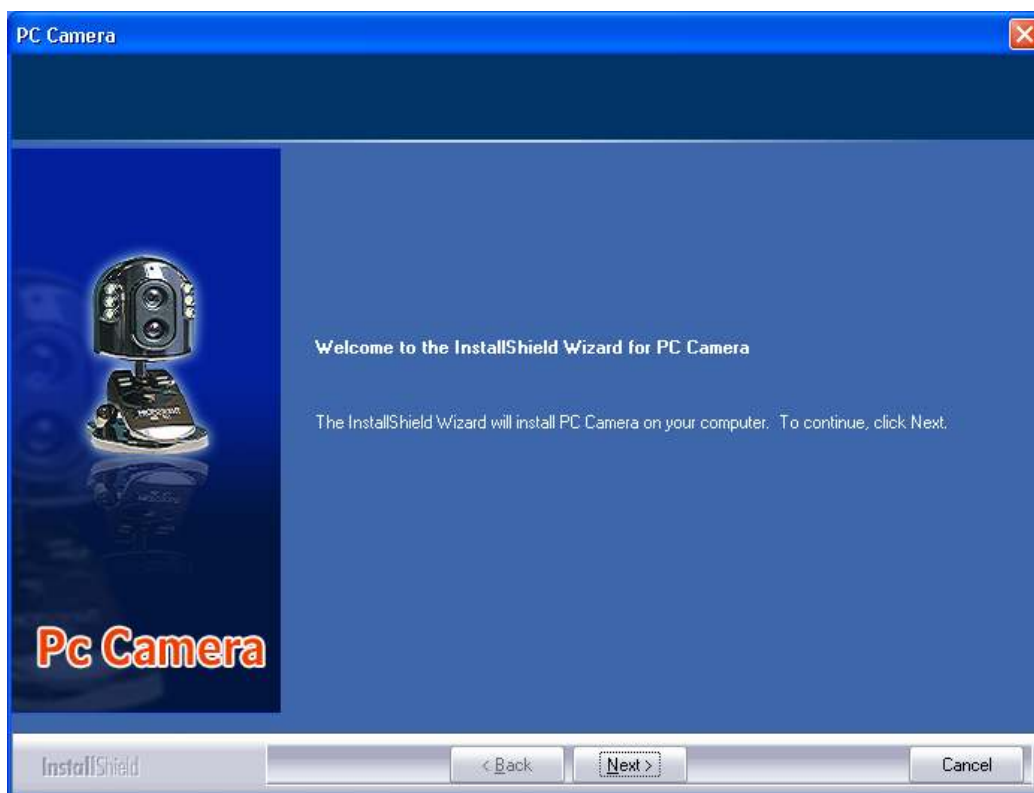 PC Camera
Welcome to the InstallShield Wizard for PC Camera
The InstallShield Wizard will install PC Camera on your computer.  To continue, click Next.
Pc Camera
InstallShield
< Back
Next >
Cancel